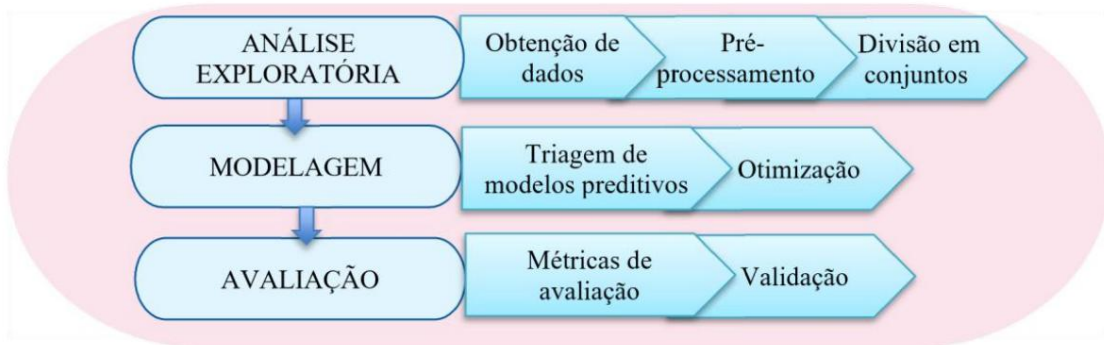 ANÁLISE
EXPLORATÓRIA
Obtenção de
dados
Pré-
processamento
Divisão em
conjuntos
MODELAGEM
Triagem de
modelos preditivos
Otimização
AVALIAÇÃO
Métricas de
avaliação
Validação